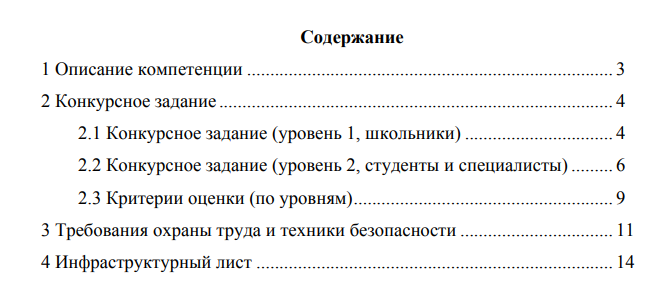 Содержание
1 Описание компетенции ............................................................................... 3
2 Конкурсное задание ..................................................................................... 4
2.1 Конкурсное задание (уровень 1, школьники) ................................ 4
2.2 Конкурсное задание (уровень 2, студенты и специалисты) ......... 6
2.3 Критерии оценки (по уровням)........................................................ 9
3 Требования охраны труда и техники безопасности ................................. 11
4 Инфраструктурный лист ............................................................................. 14